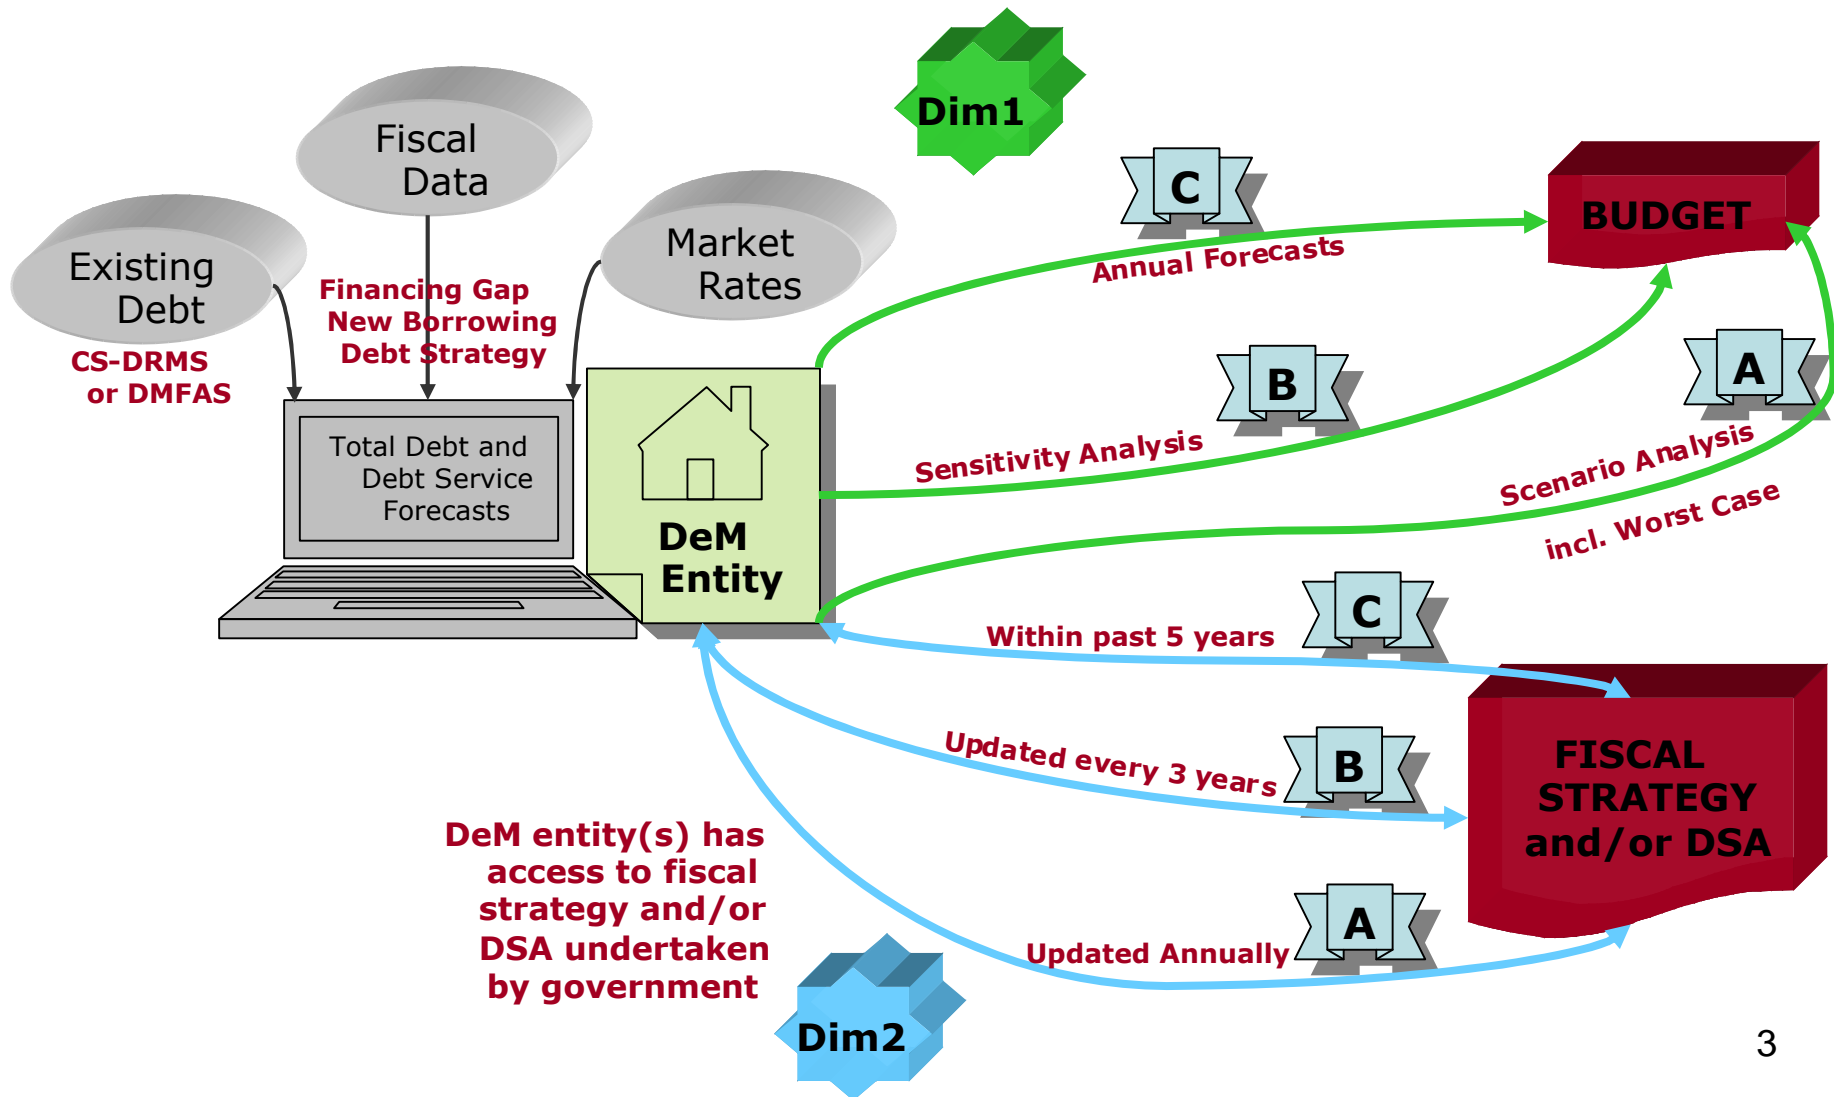 Dim1
Fiscal
Data
Existing
Debt
Market
Rates
CS-DRMS
or DMFAS
Financing Gap
New Borrowing
Debt Strategy
Total Debt and
Debt Service
Forecasts
DeM
Entity
C
Annual Forecasts
BUDGET
B
Sensitivity Analysis
A
Scenario Analysis
incl. Worst Case
Within past 5 years
C
Updated every 3 years
B
FISCAL
STRATEGY
and/or DSA
Updated Annually
A
DeM entity(s) has
access to fiscal
strategy and/or
DSA undertaken
by government
Dim2
3